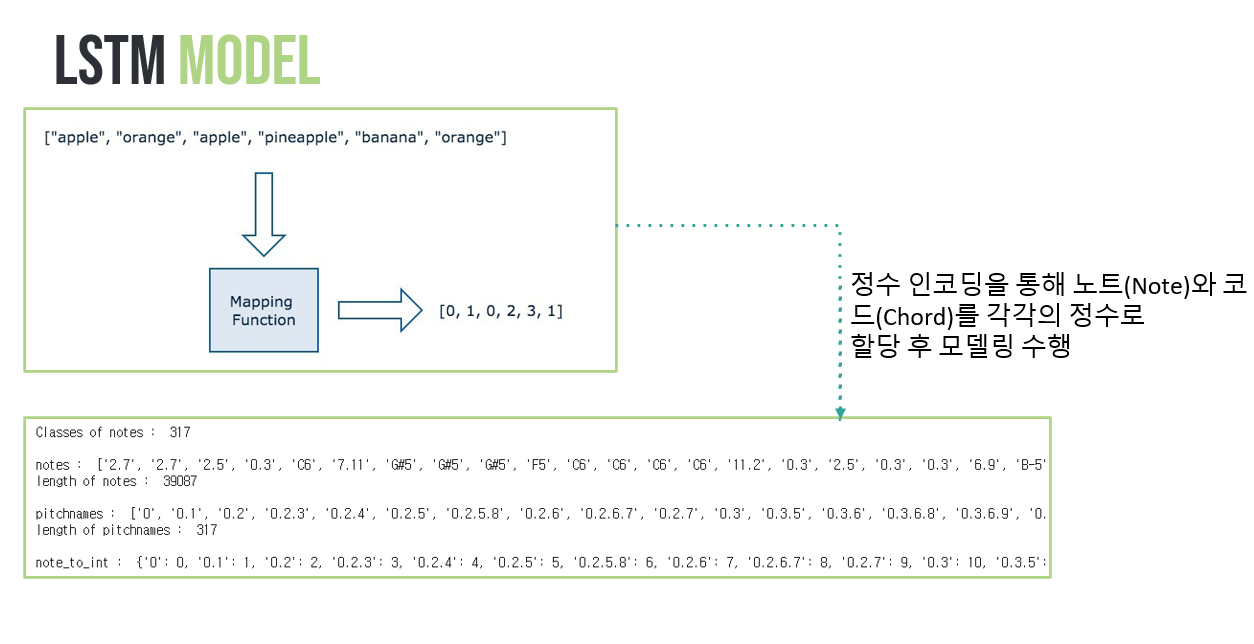 LSTM MODEL
["apple", "orange", "apple", "pineapple", "banana", "orange"]
Mapping
Function
[0, 1, 0, 2, 3, 1]
정수 인코딩을 통해 노트(Note)와 코
드(Chord)를 각각의 정수로
할당 후 모델링 수행
Classes of notes :  317
notes :  ['2.7', '2.7', '2.5', '0.3', 'C6', '7.11', 'G#5', 'G#5', 'G#5', 'F5', 'C6', 'C6', 'C6', 'C6', '11.2', '0.3', '2.5', '0.3', '0.3', '6.9', 'B-5'
length of notes :  39087
pitchnames :  ['0', '0.1', '0.2', '0.2.3', '0.2.4', '0.2.5', '0.2.5.8', '0.2.6', '0.2.6.7', '0.2.7', '0.3', '0.3.5', '0.3.6', '0.3.6.8', '0.3.6.9', '0.
length of pitchnames :  317
note_to_int :  {'0': 0, '0.1': 1, '0.2': 2, '0.2.3': 3, '0.2.4': 4, '0.2.5': 5, '0.2.5.8': 6, '0.2.6': 7, '0.2.6.7': 8, '0.2.7': 9, '0.3': 10, '0.3.5':